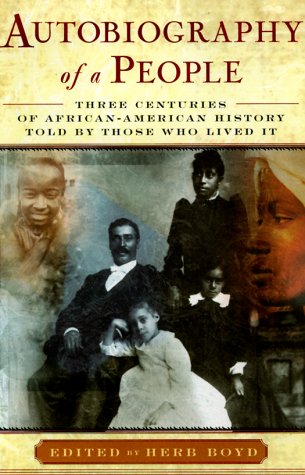 AUTOBIOGRAPHY
of a PEOPLE
THREE CENTURIES
OF AFRICAN-AMERICAN HISTORY
TOLD BY THOSE WHO LIVED IT
EDITED BY HERB BOYD